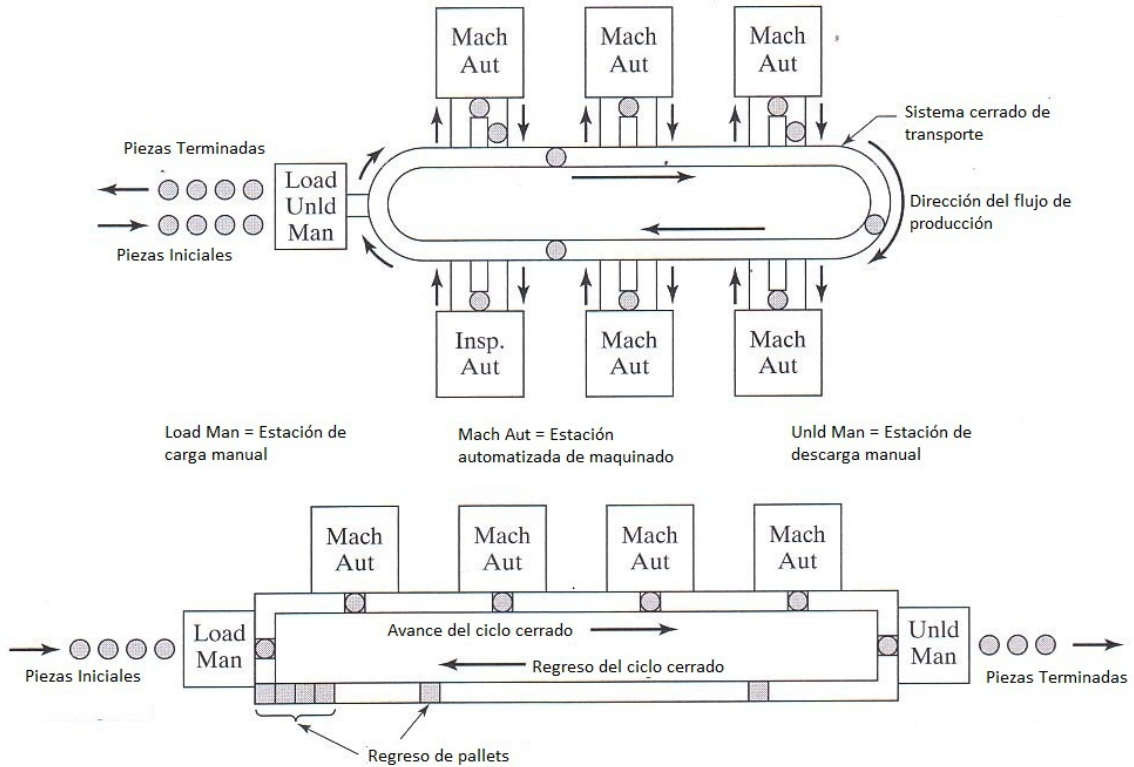 Mach
Aut
Mach
Aut
Mach
Aut
Sistema cerrado de
transporte
Piezas Terminadas
Load
Unld
Man
Dirección del flujo de
producción
Piezas Iniciales
Insp.
Aut
Mach
Aut
Mach
Aut
Load Man = Estación de
carga manual
Mach Aut = Estación
automatizada de maquinado
Unld Man = Estación de
descarga manual
Mach
Aut
Mach
Aut
Mach
Aut
Mach
Aut
Load
Man
Avance del ciclo cerrado
Unld
Man
Regreso del ciclo cerrado
Piezas Iniciales
Piezas Terminadas
Regreso de pallets